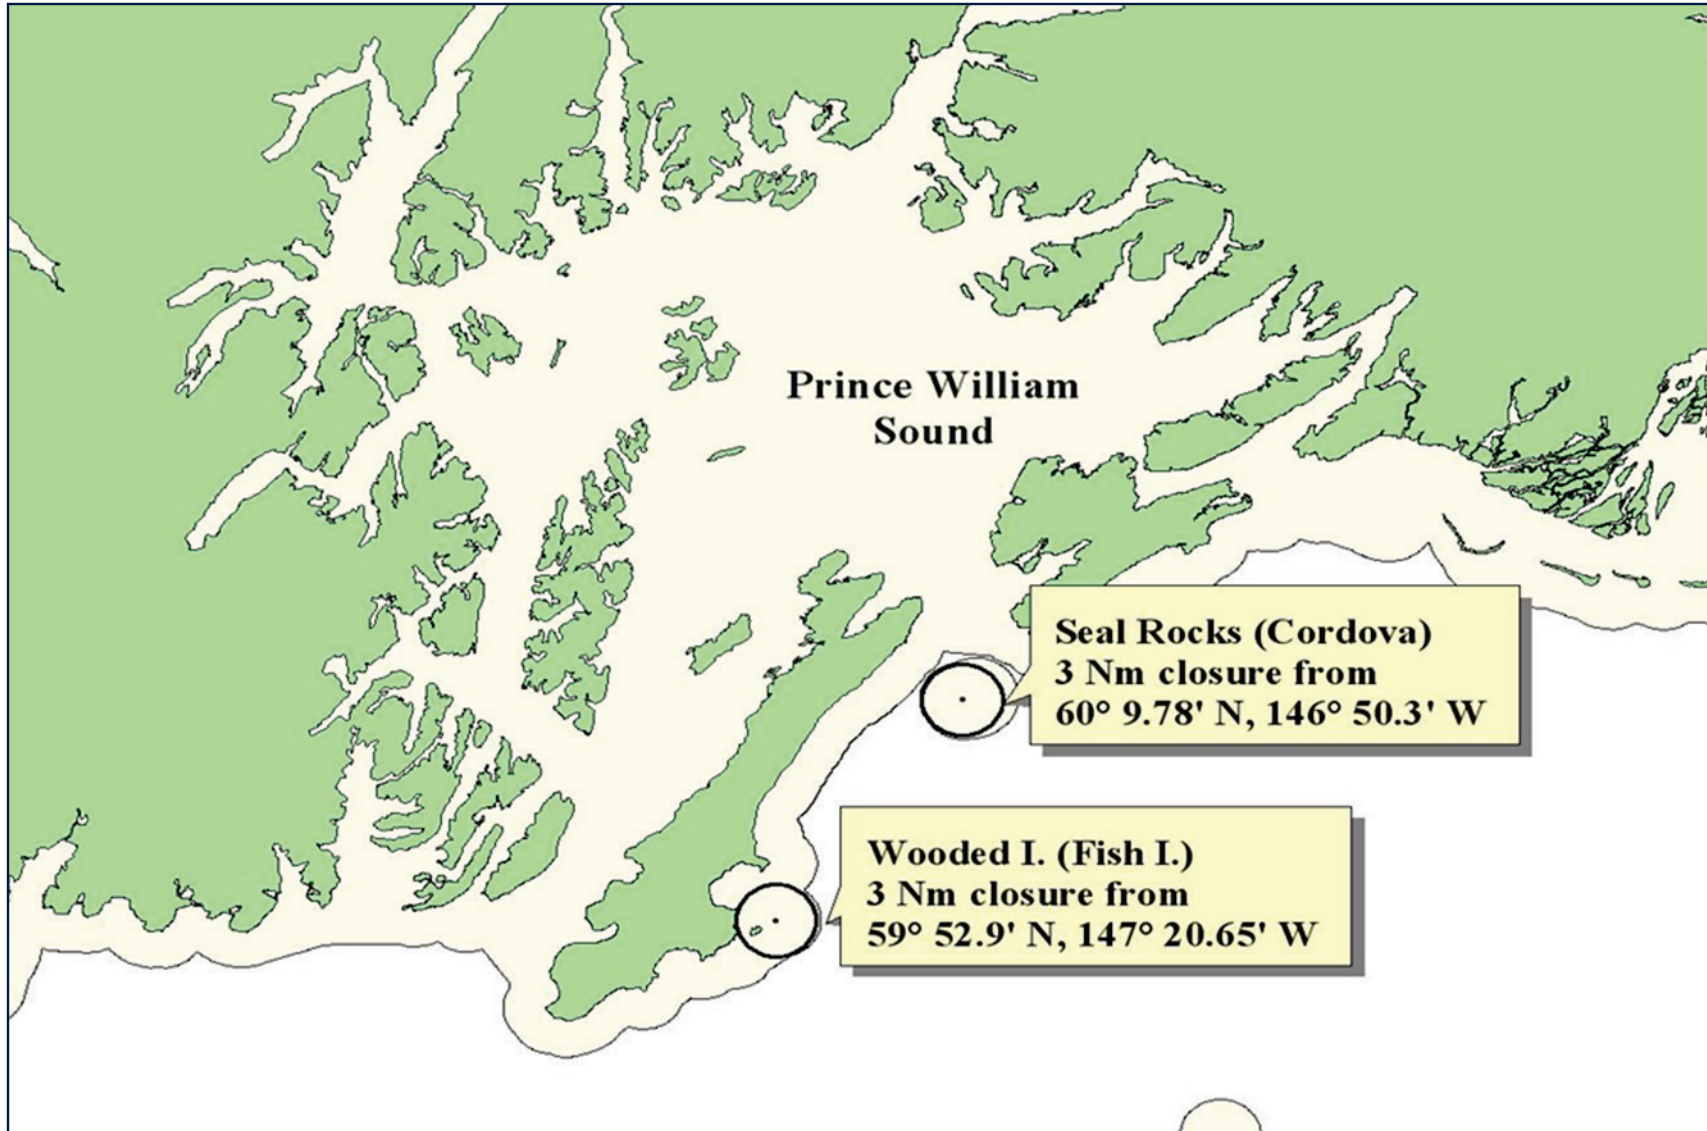 Prince William
Sound
Seal Rocks (Cordova)
3 Nm closure from
60° 9.78' N, 146° 50.3' W
Wooded I. (Fish I.)
3 Nm closure from
59° 52.9' N, 147° 20.65' W